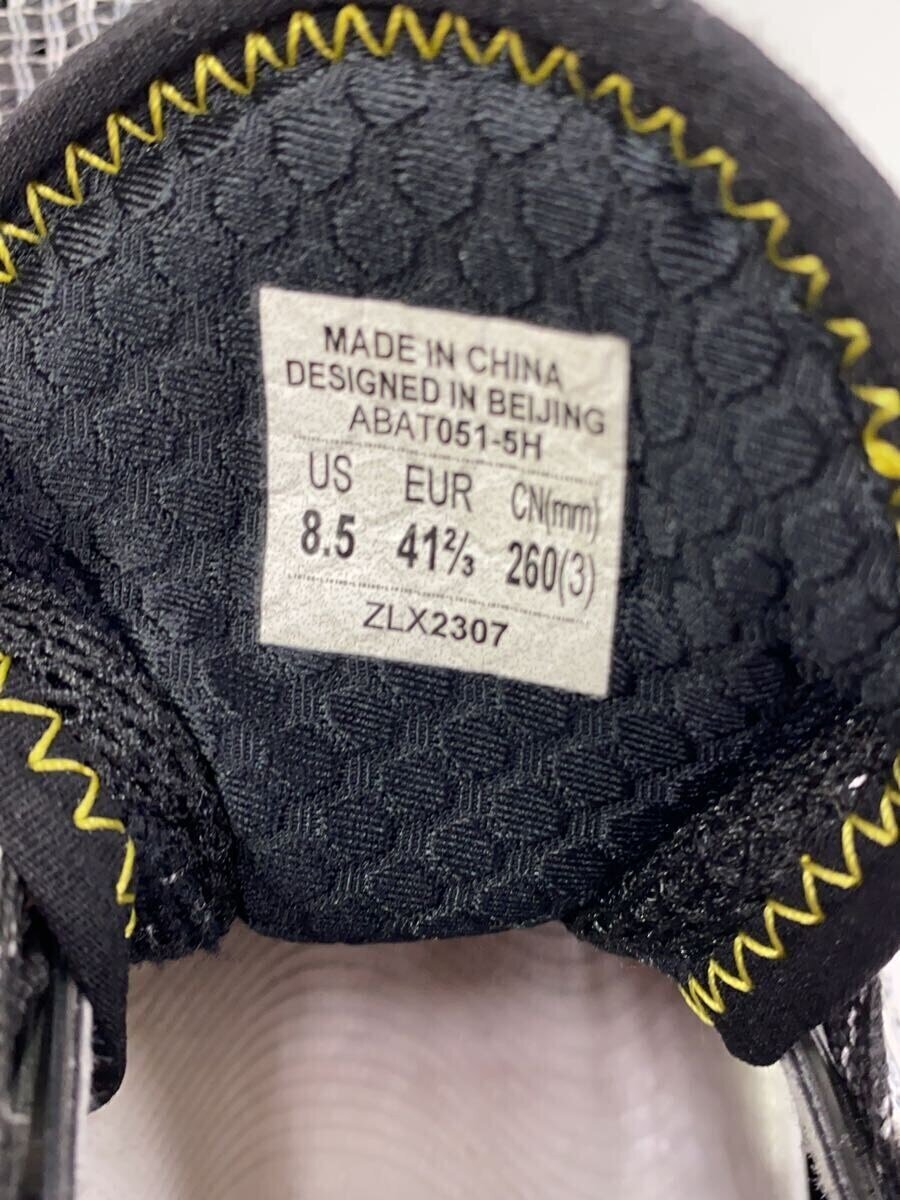 MADE IN CHINA
DESIGNED IN BEIJING
ABAT051-5H
US EUR CN(mm)
8.5 41⅔ 260(3)
ZLX2307